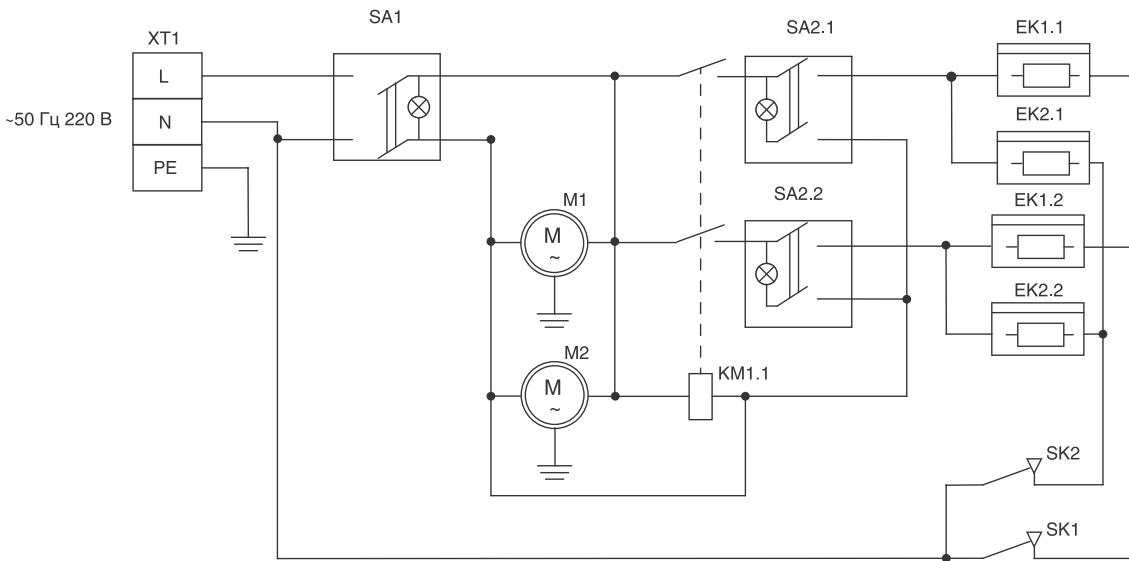 SA1
XT1
L
N
PE
~50 Гц 220 В
SA2.1
EK1.1
EK2.1
SA2.2
EK1.2
EK2.2
M1
M
~
M2
M
~
KM1.1
SK2
SK1